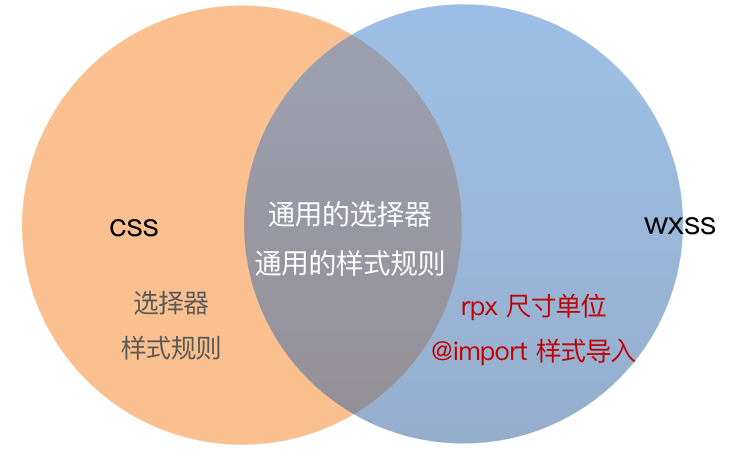 通用的选择器
通用的样式规则
CSS
WXSS
选择器
样式规则
rpx 尺寸单位
@import 样式导入